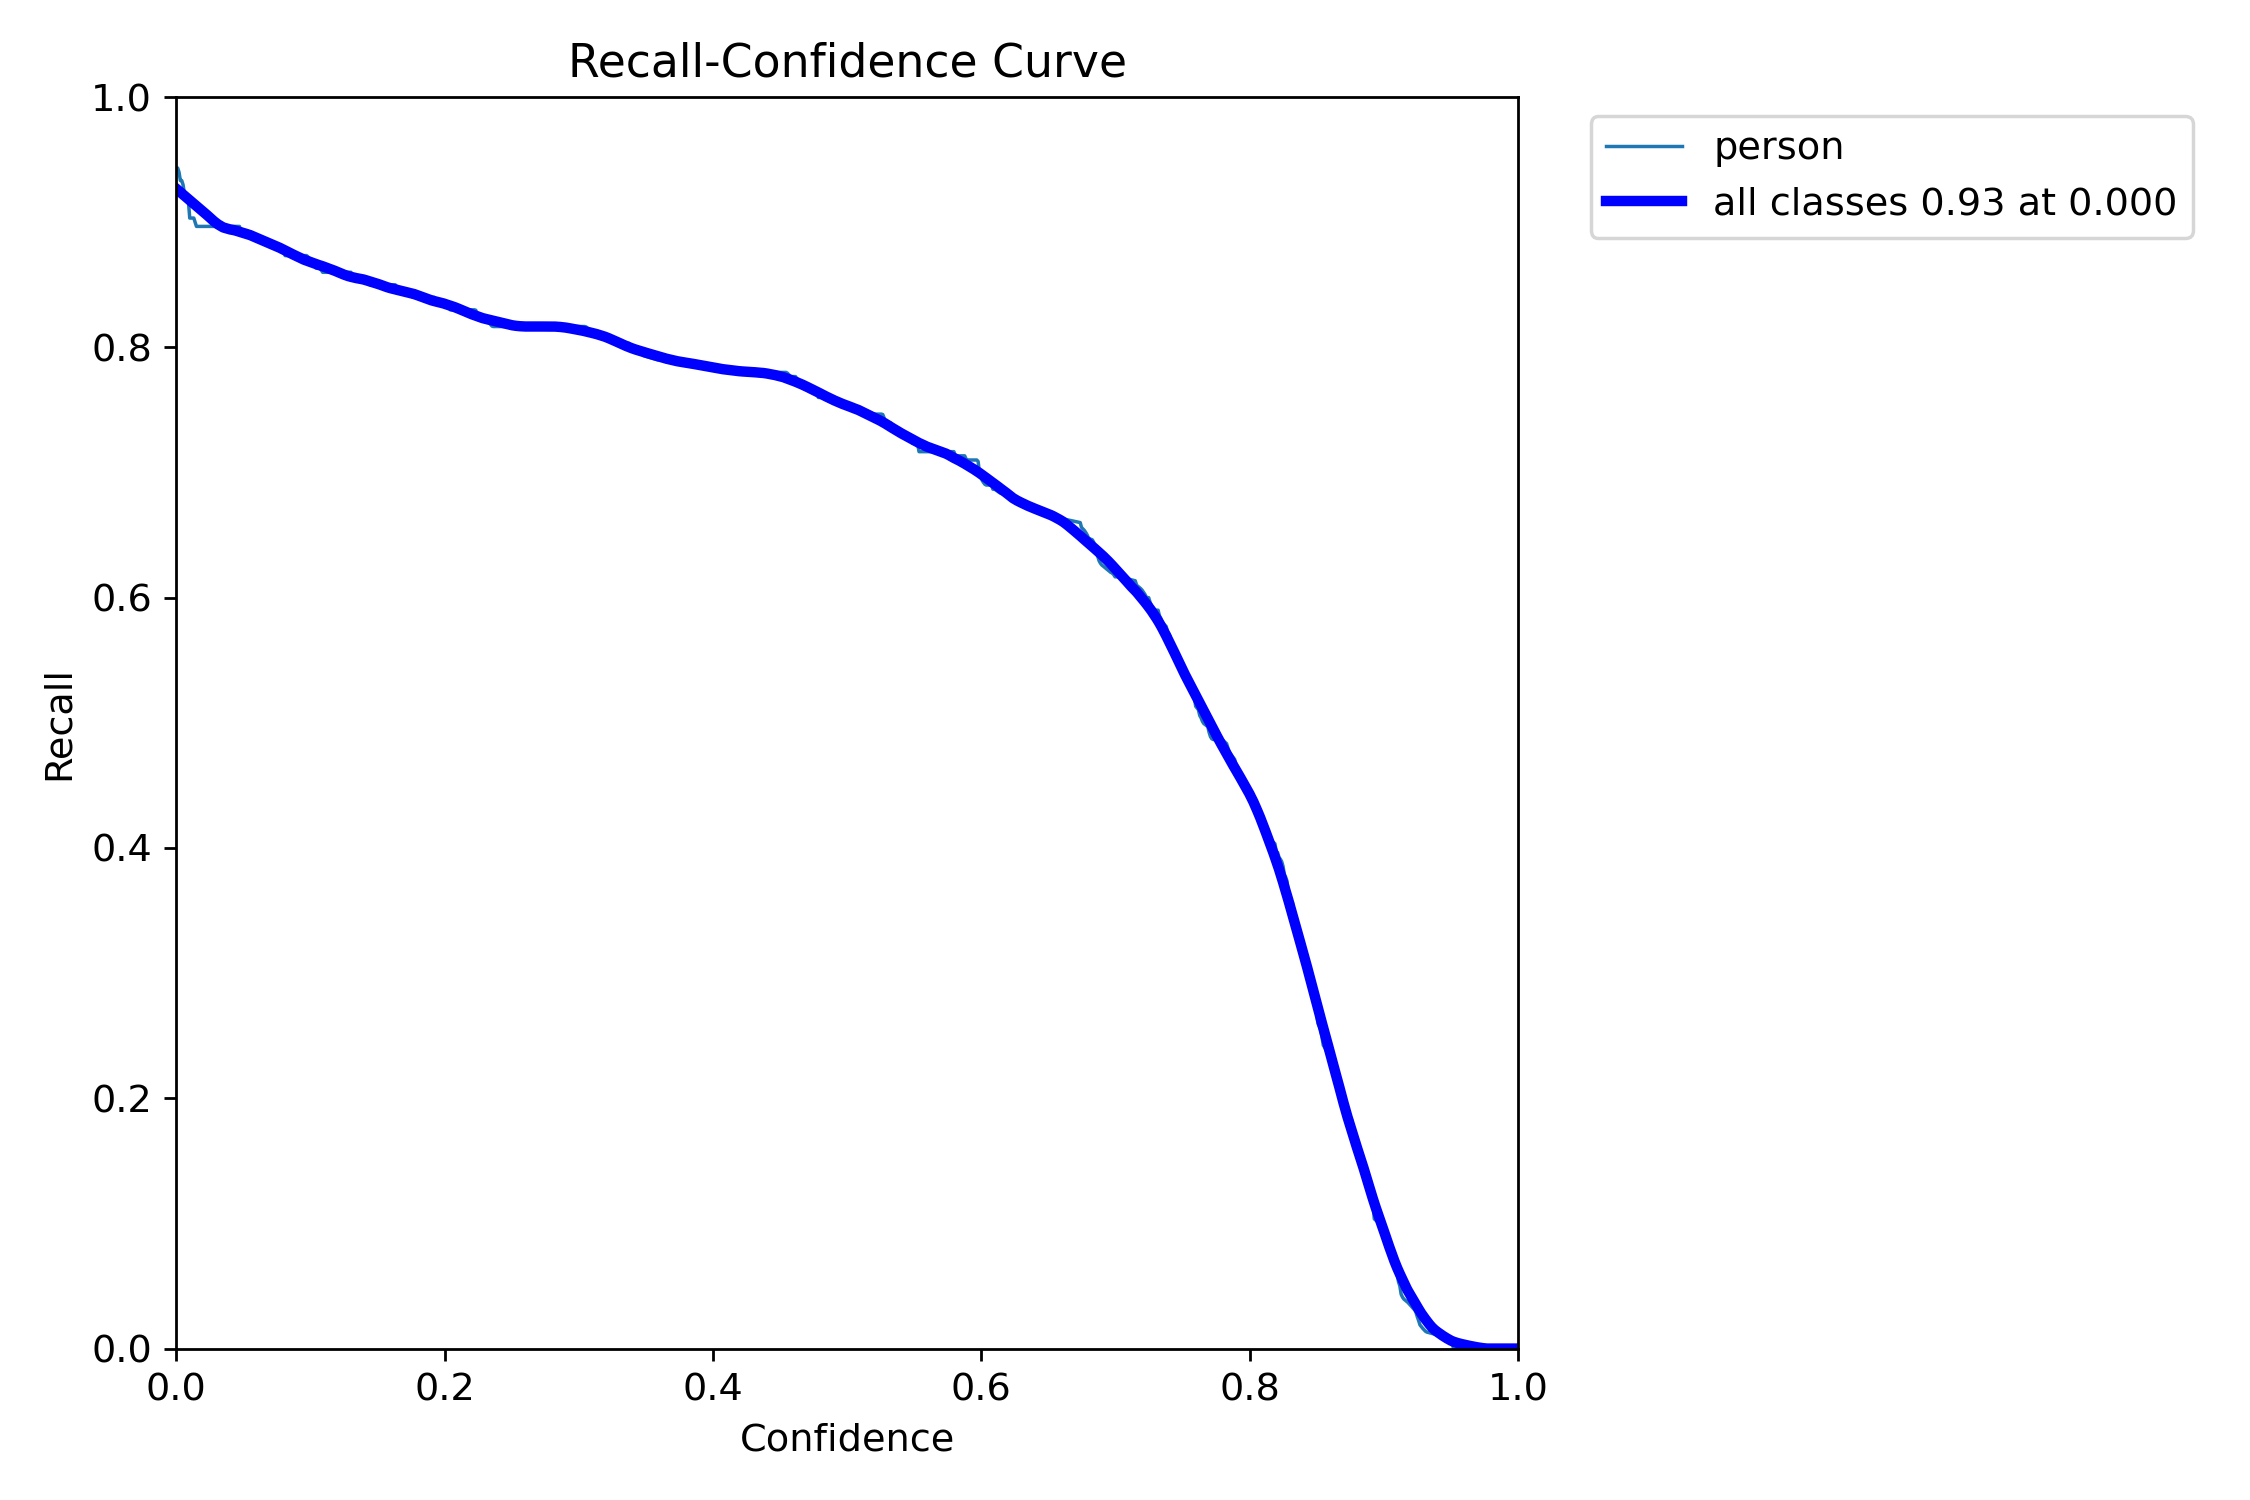 Recall-Confidence Curve
person
all classes 0.93 at 0.000
1.0
0.8
0.6
0.4
0.2
0.0
Recall
0.0 0.2 0.4 0.6 0.8 1.0
Confidence